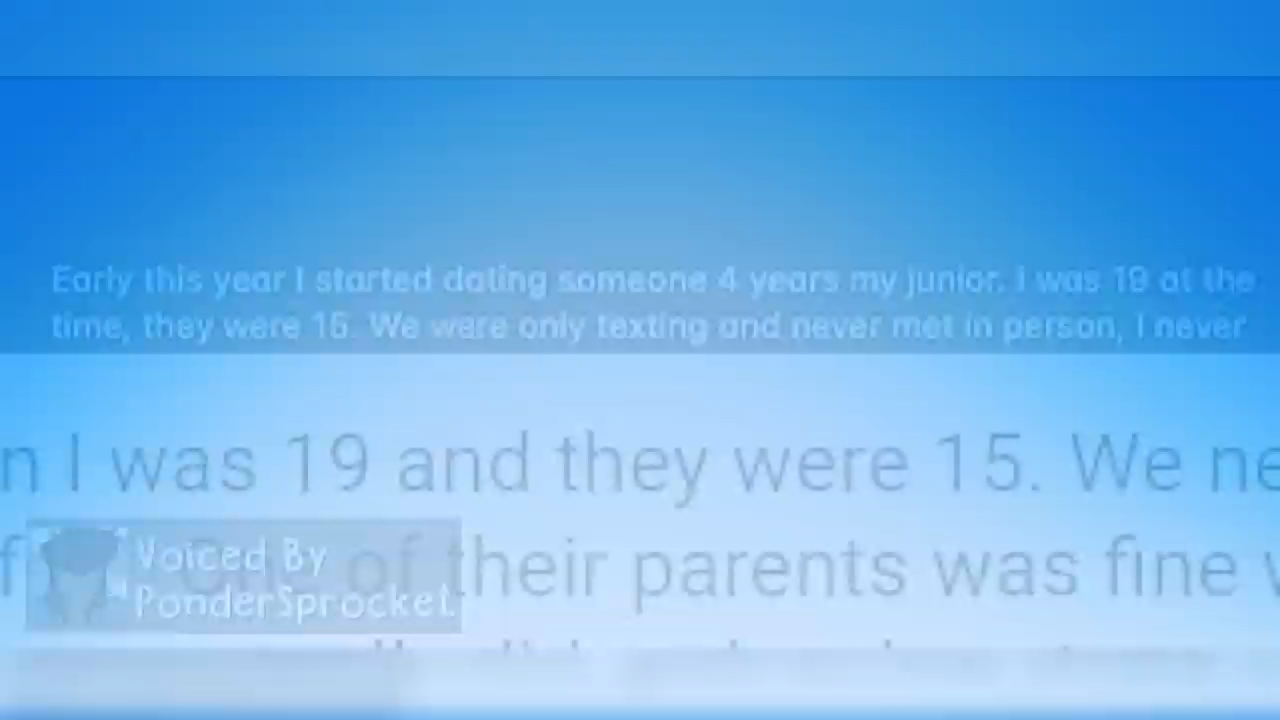 Early this year I started dating someone 4 years my junior. I was 19 at the
time, they were 15. We were only texting and never met in person, I never
n I was 19 and they were 15. We ne
f One of their parents was fine w
Voiced By
PonderSprocket